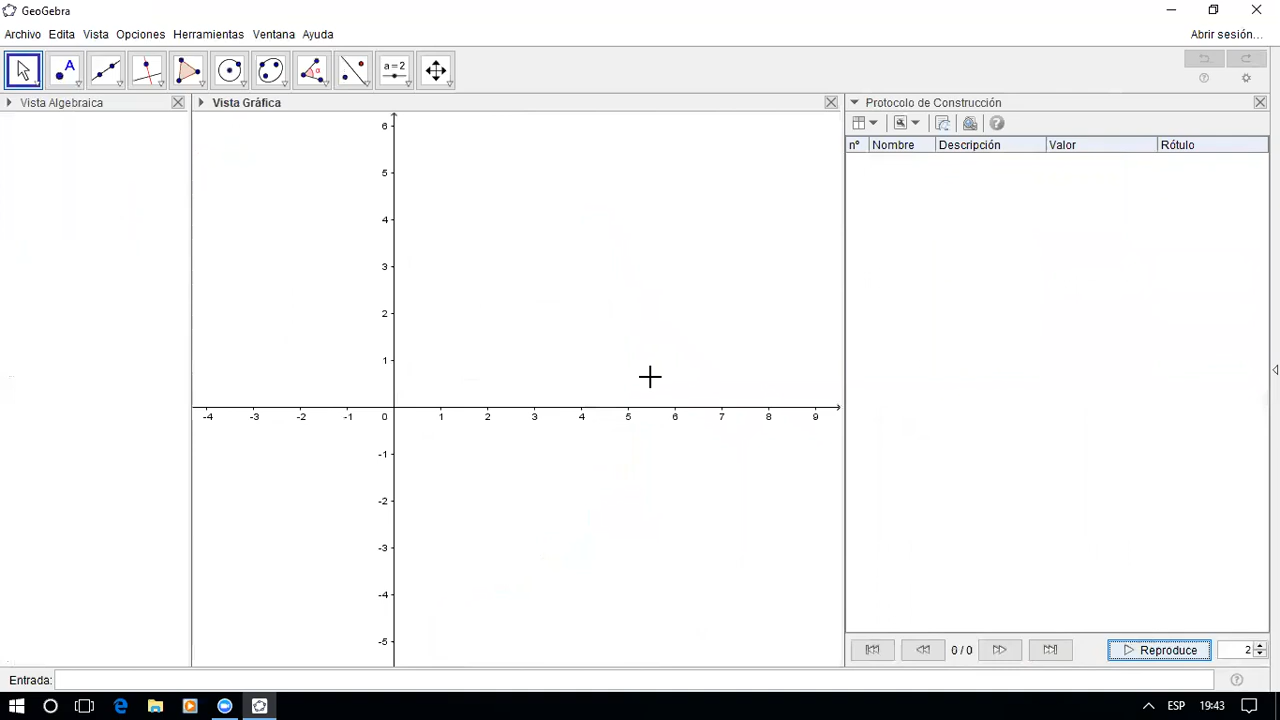 GeoGebra
Archivo Edita Vista Opciones Herramientas Ventana Ayuda Abrir sesión...
A a=2
Vista Algebraica Vista Gráfica Protocolo de Construcción
nº Nombre Descripción Valor Rótulo
6
5
4
3
2
1
-4 -3 -2 -1 0 1 2 3 4 5 6 7 8 9
-1
-2
-3
-4
-5
0 / 0 Reproduce 2
Entrada:
ESP 19:43